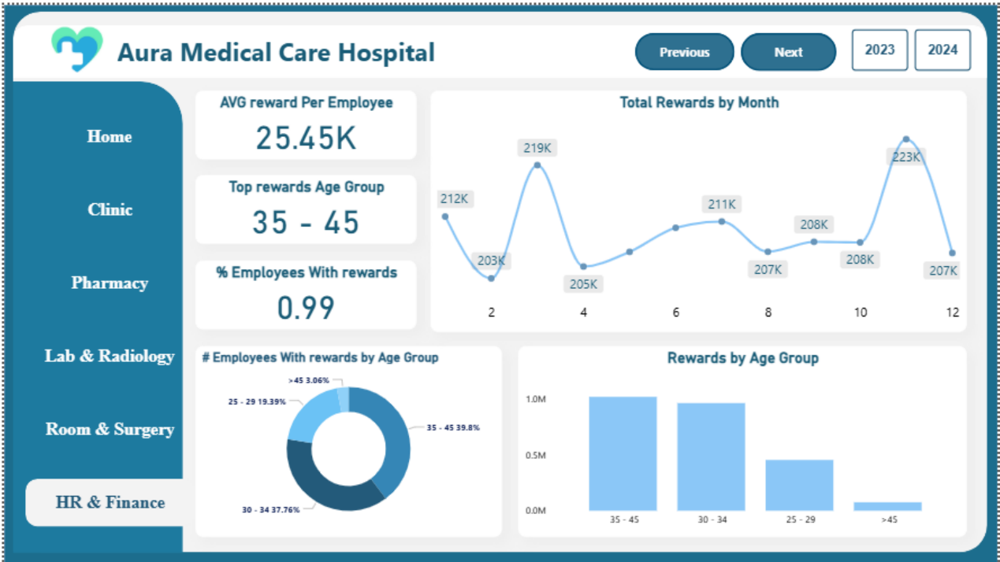 Aura Medical Care Hospital
Previous
Next
2023
2024
Home
Clinic
Pharmacy
Lab & Radiology
Room & Surgery
HR & Finance
AVG reward Per Employee
25.45K
Top rewards Age Group
35 - 45
% Employees With rewards
0.99
Total Rewards by Month
212K
203K
219K
205K
211K
207K
208K
208K
223K
207K
2
4
6
8
10
12
# Employees With rewards by Age Group
>45 3.06%
25 - 29 19.39%
35 - 45 39.8%
30 - 34 37.76%
Rewards by Age Group
1.0M
0.5M
0.0M
35 - 45
30 - 34
25 - 29
>45